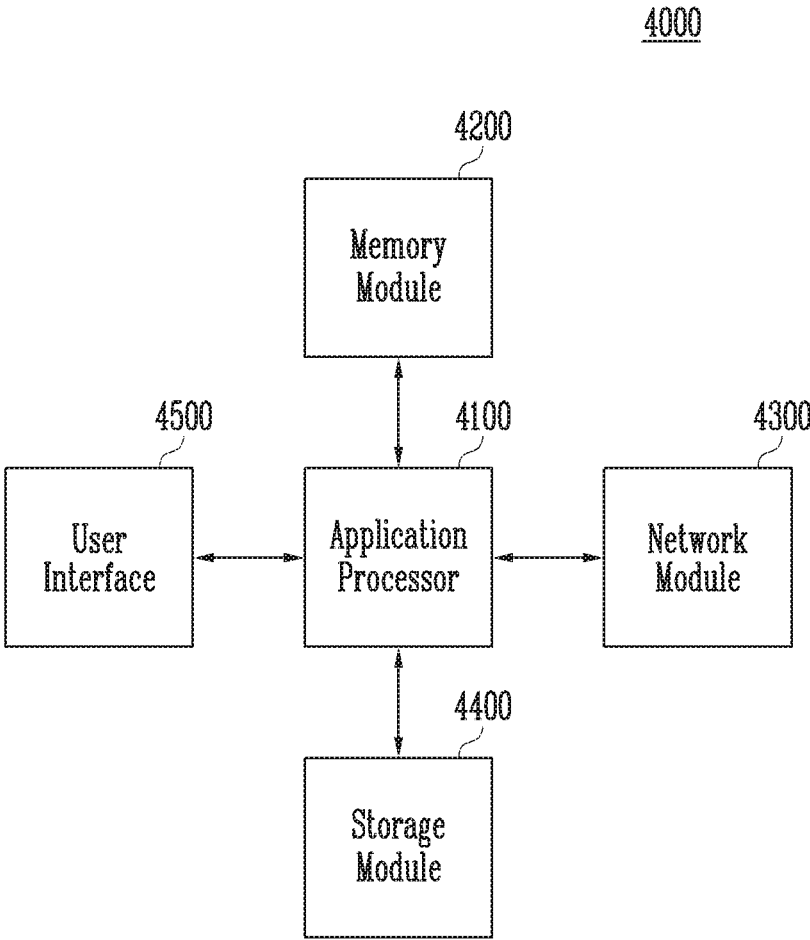 4000
4200
Memory
Module
4500
4100
4300
User
Interface
Application
Processor
Network
Module
4400
Storage
Module